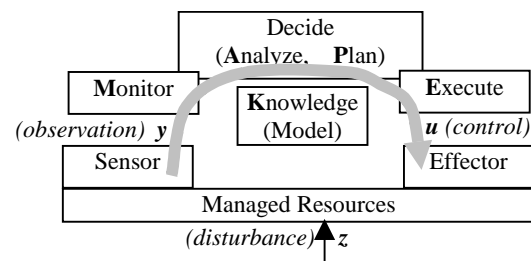 Decide
(Analyze, Plan)
Monitor
Execute
Knowledge
(Model)
(observation) y
u (control)
Sensor
Effector
Managed Resources
(disturbance) z